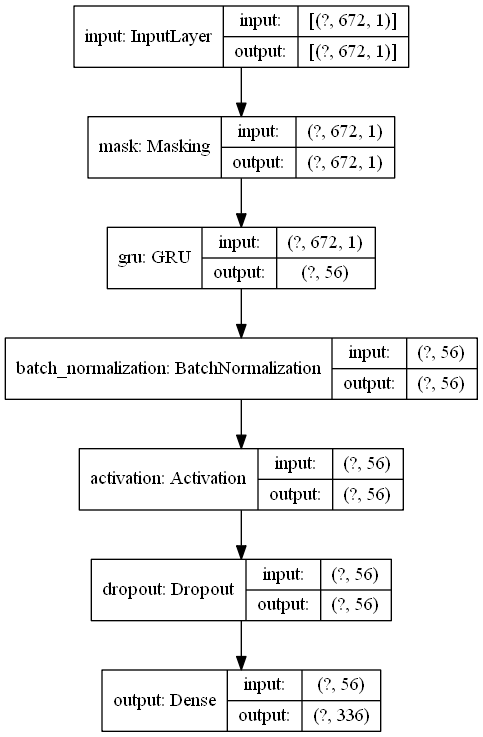 input: InputLayer
input:
[(?, 672, 1)]
output:
[(?, 672, 1)]
mask: Masking
input:
(?, 672, 1)
output:
(?, 672, 1)
gru: GRU
input:
(?, 672, 1)
output:
(?, 56)
batch_normalization: BatchNormalization
input:
(?, 56)
output:
(?, 56)
activation: Activation
input:
(?, 56)
output:
(?, 56)
dropout: Dropout
input:
(?, 56)
output:
(?, 56)
output: Dense
input:
(?, 56)
output:
(?, 336)